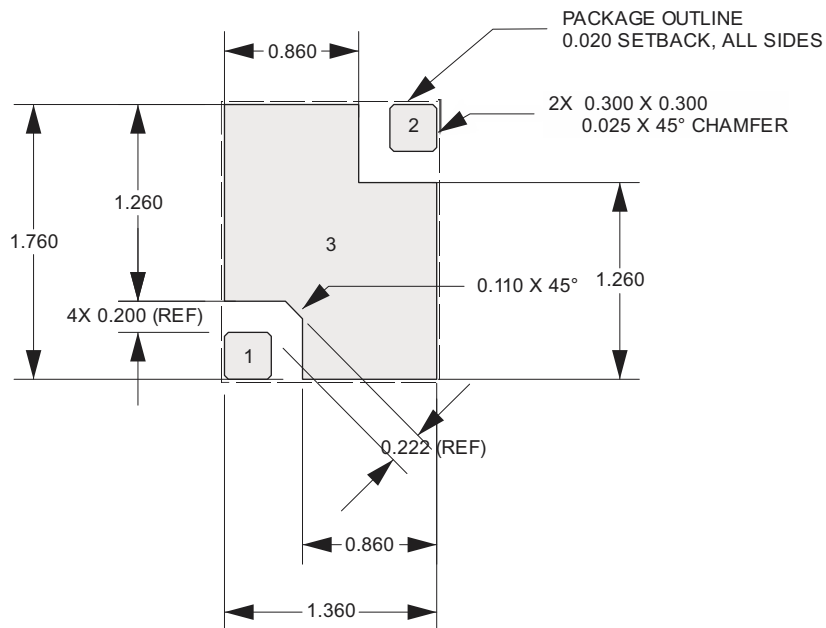 PACKAGE OUTLINE
0.020 SETBACK, ALL SIDES
0.860
2X 0.300 X 0.300
0.025 X 45° CHAMFER
2
1.260
1.760
3
1.260
0.110 X 45°
4X 0.200 (REF)
1
0.222 (REF)
0.860
1.360